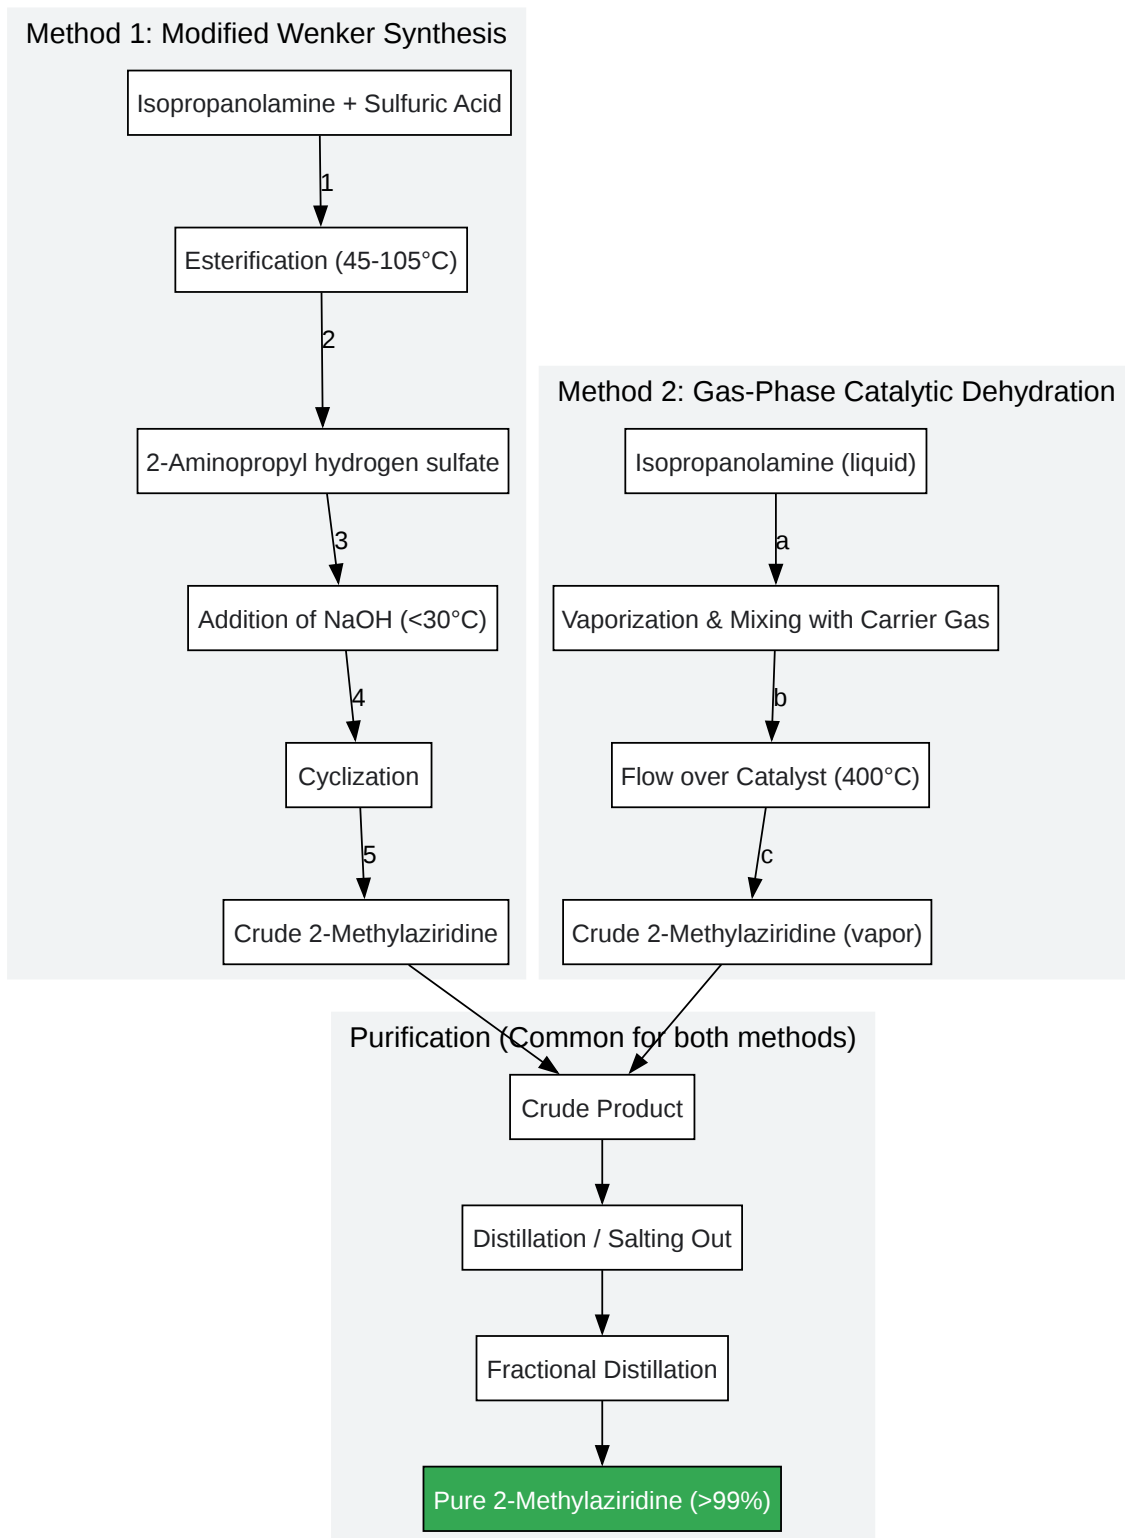 Method 1: Modified Wenker Synthesis
Isopropanolamine + Sulfuric Acid
1
Esterification (45-105°C)
2
2-Aminopropyl hydrogen sulfate
3
Addition of NaOH (<30°C)
4
Cyclization
5
Crude 2-Methylaziridine
Method 2: Gas-Phase Catalytic Dehydration
Isopropanolamine (liquid)
a
Vaporization & Mixing with Carrier Gas
b
Flow over Catalyst (400°C)
c
Crude 2-Methylaziridine (vapor)
Purification (Common for both methods)
Crude Product
Distillation / Salting Out
Fractional Distillation
Pure 2-Methylaziridine (>99%)